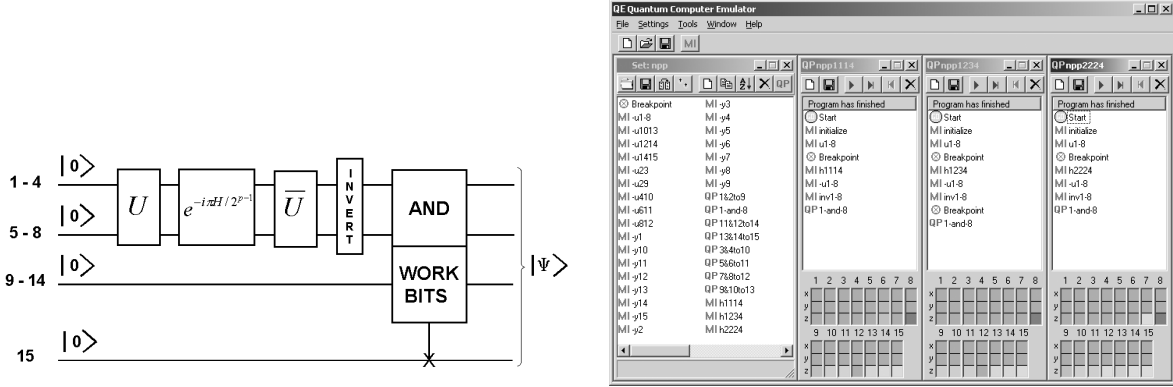 |0⟩
1 - 4
U
e^{-iπH/2^{p-1}}
U̅
INVERT
AND
|0⟩
5 - 8
|0⟩
9 - 14
WORK
BITS
|Ψ⟩
|0⟩
15
QE Quantum Computer Emulator
File Settings Tools Window Help
MI
Set: npp
QP
Breakpoint
MI -u1-8
MI -u1013
MI -u1214
MI -u1415
MI -u23
MI -u29
MI -u410
MI -u611
MI -u812
MI -y1
MI -y10
MI -y11
MI -y12
MI -y13
MI -y14
MI -y15
MI -y2
MI -y3
MI -y4
MI -y5
MI -y6
MI -y7
MI -y8
MI -y9
QP 1&2to9
QP 1-and-8
QP 11&12to14
QP 13&14to15
QP 3&4to10
QP 5&6to11
QP 7&8to12
QP 9&10to13
MI h1114
MI h1234
MI h2224
QPnpp1114
Program has finished
Start
MI initialize
MI u1-8
Breakpoint
MI h1114
MI -u1-8
MI inv1-8
QP 1-and-8
1 2 3 4 5 6 7 8
x
y
z
9 10 11 12 13 14 15
x
y
z
QPnpp1234
Program has finished
Start
MI initialize
MI u1-8
Breakpoint
MI h1234
MI -u1-8
MI inv1-8
Breakpoint
QP 1-and-8
1 2 3 4 5 6 7 8
x
y
z
9 10 11 12 13 14 15
x
y
z
QPnpp2224
Program has finished
Start
MI initialize
MI u1-8
Breakpoint
MI h2224
MI -u1-8
MI inv1-8
QP 1-and-8
1 2 3 4 5 6 7 8
x
y
z
9 10 11 12 13 14 15
x
y
z